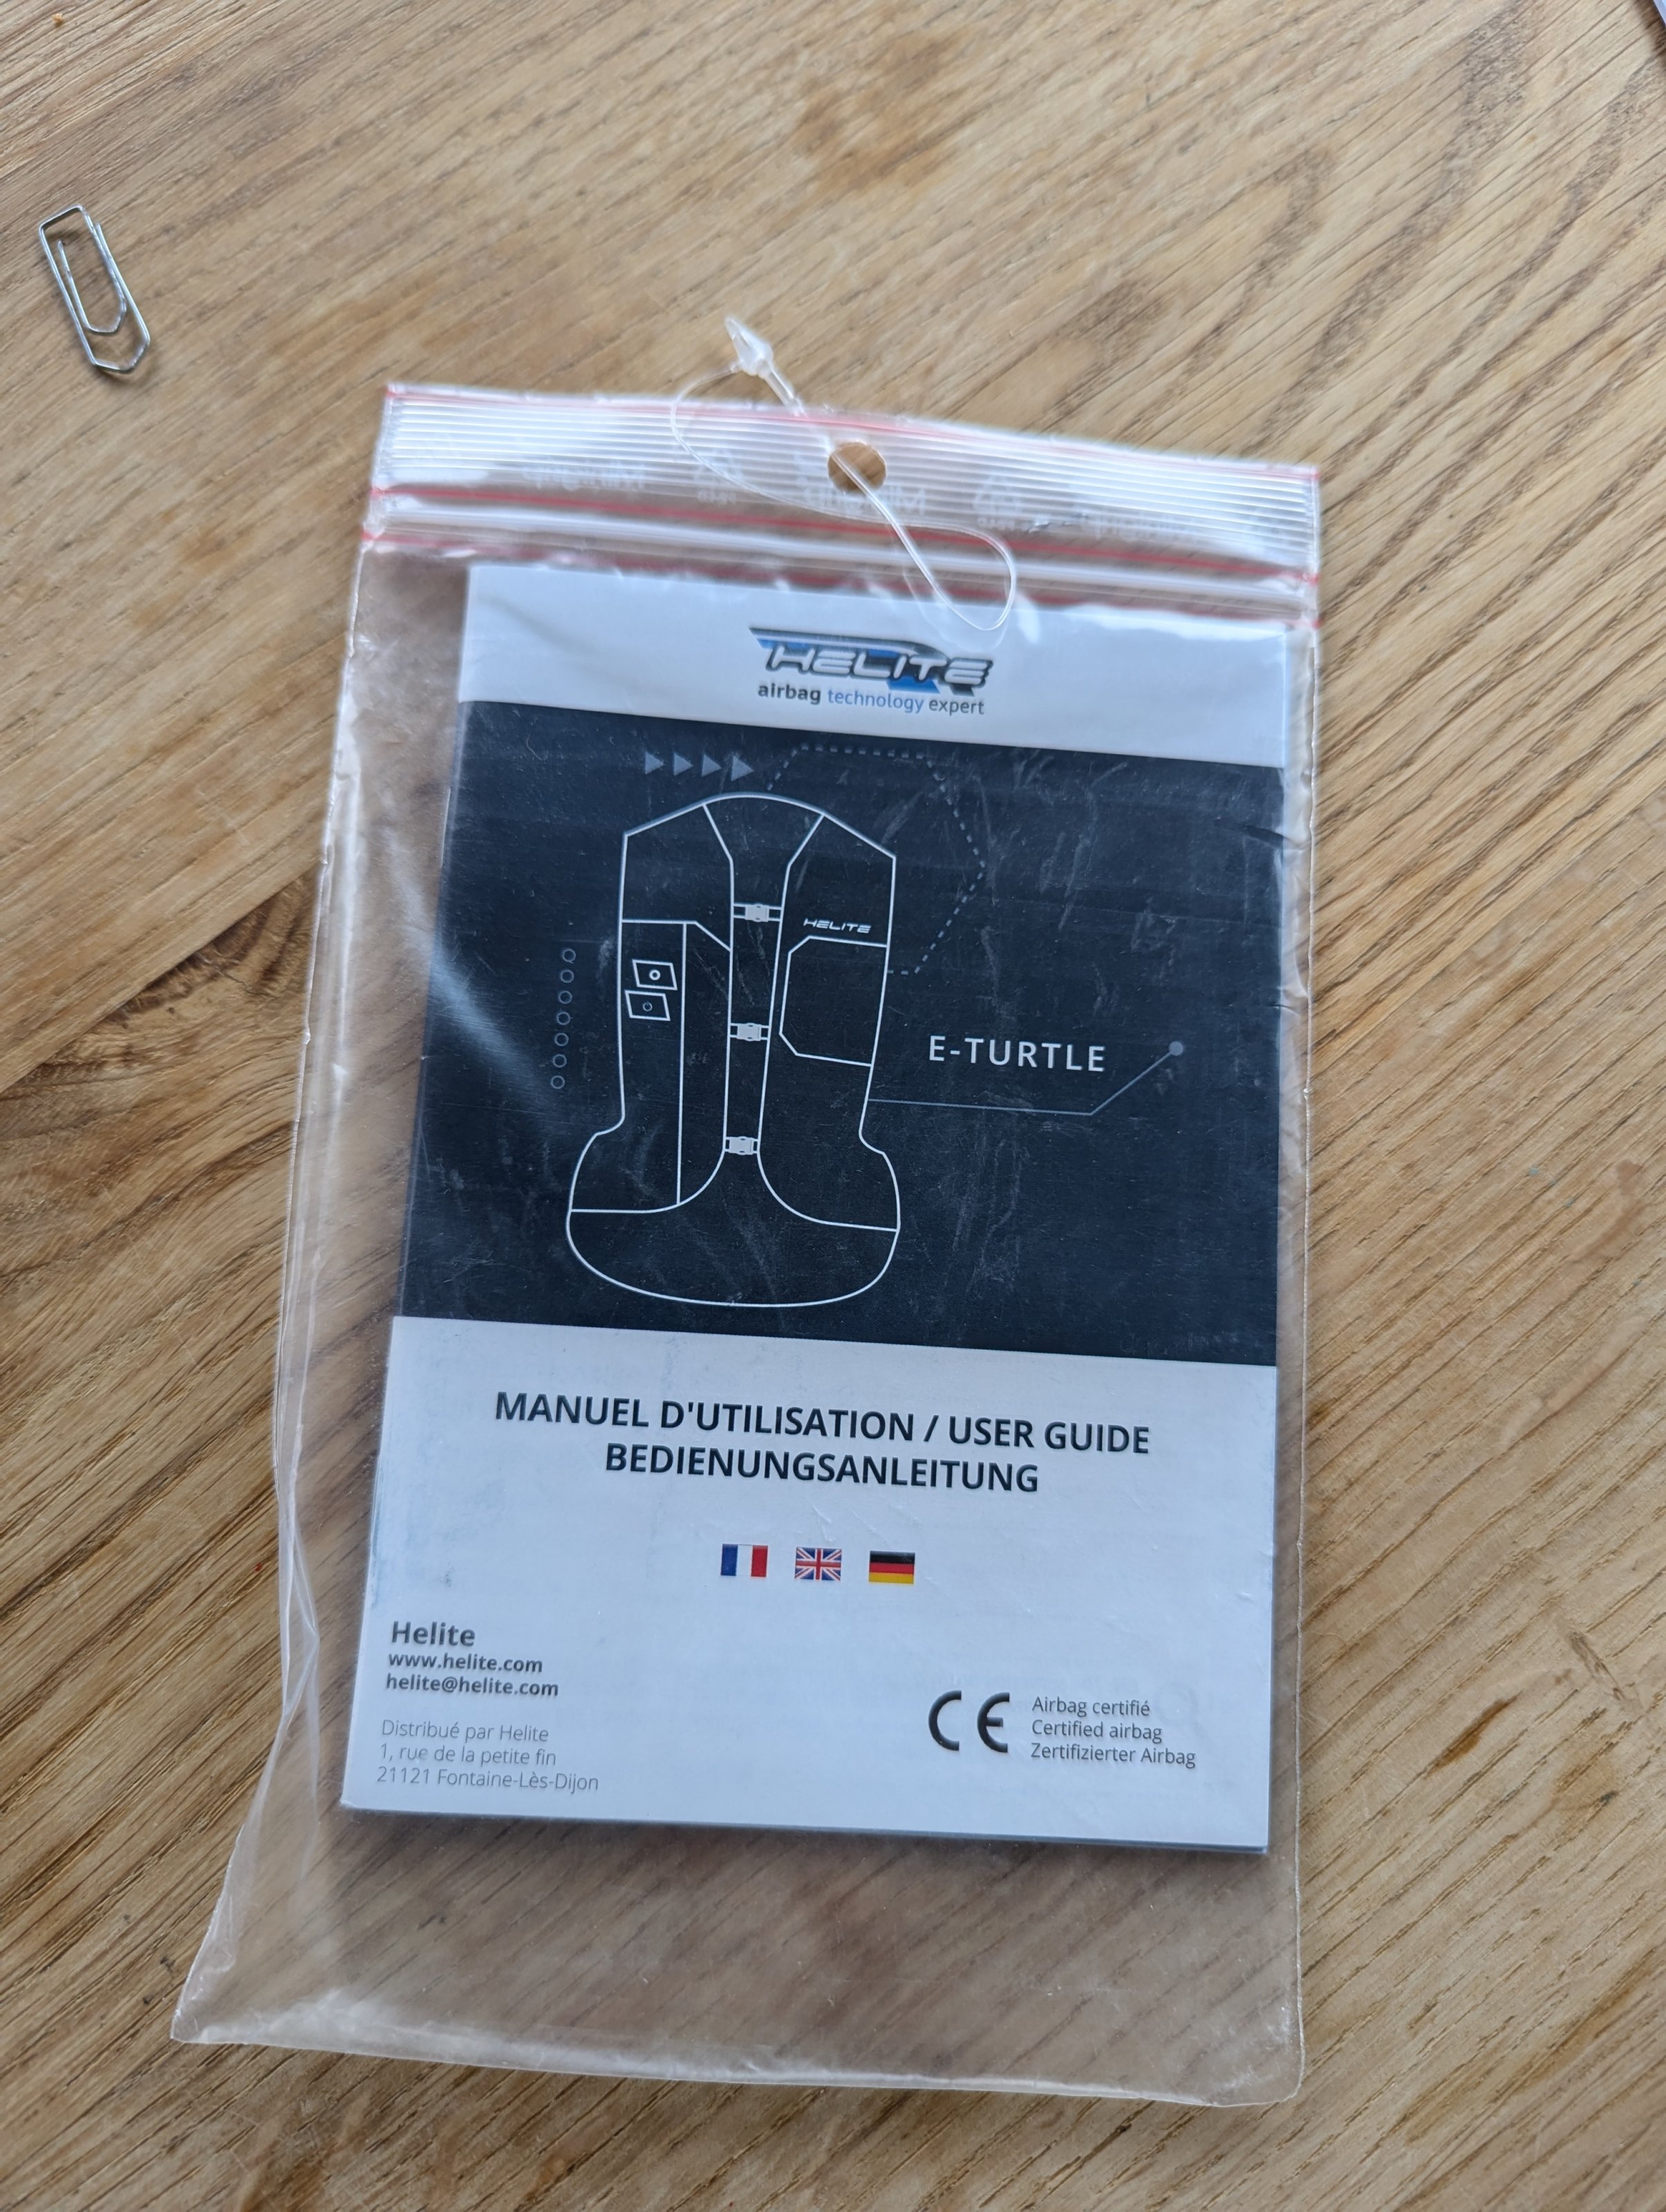 HELITE
airbag technology expert
HELITE
E-TURTLE
MANUEL D'UTILISATION / USER GUIDE
BEDIENUNGSANLEITUNG
Helite
www.helite.com
helite@helite.com
Distribué par Helite
1, rue de la petite fin
21121 Fontaine-Lès-Dijon
CE
Airbag certifié
Certified airbag
Zertifizierter Airbag